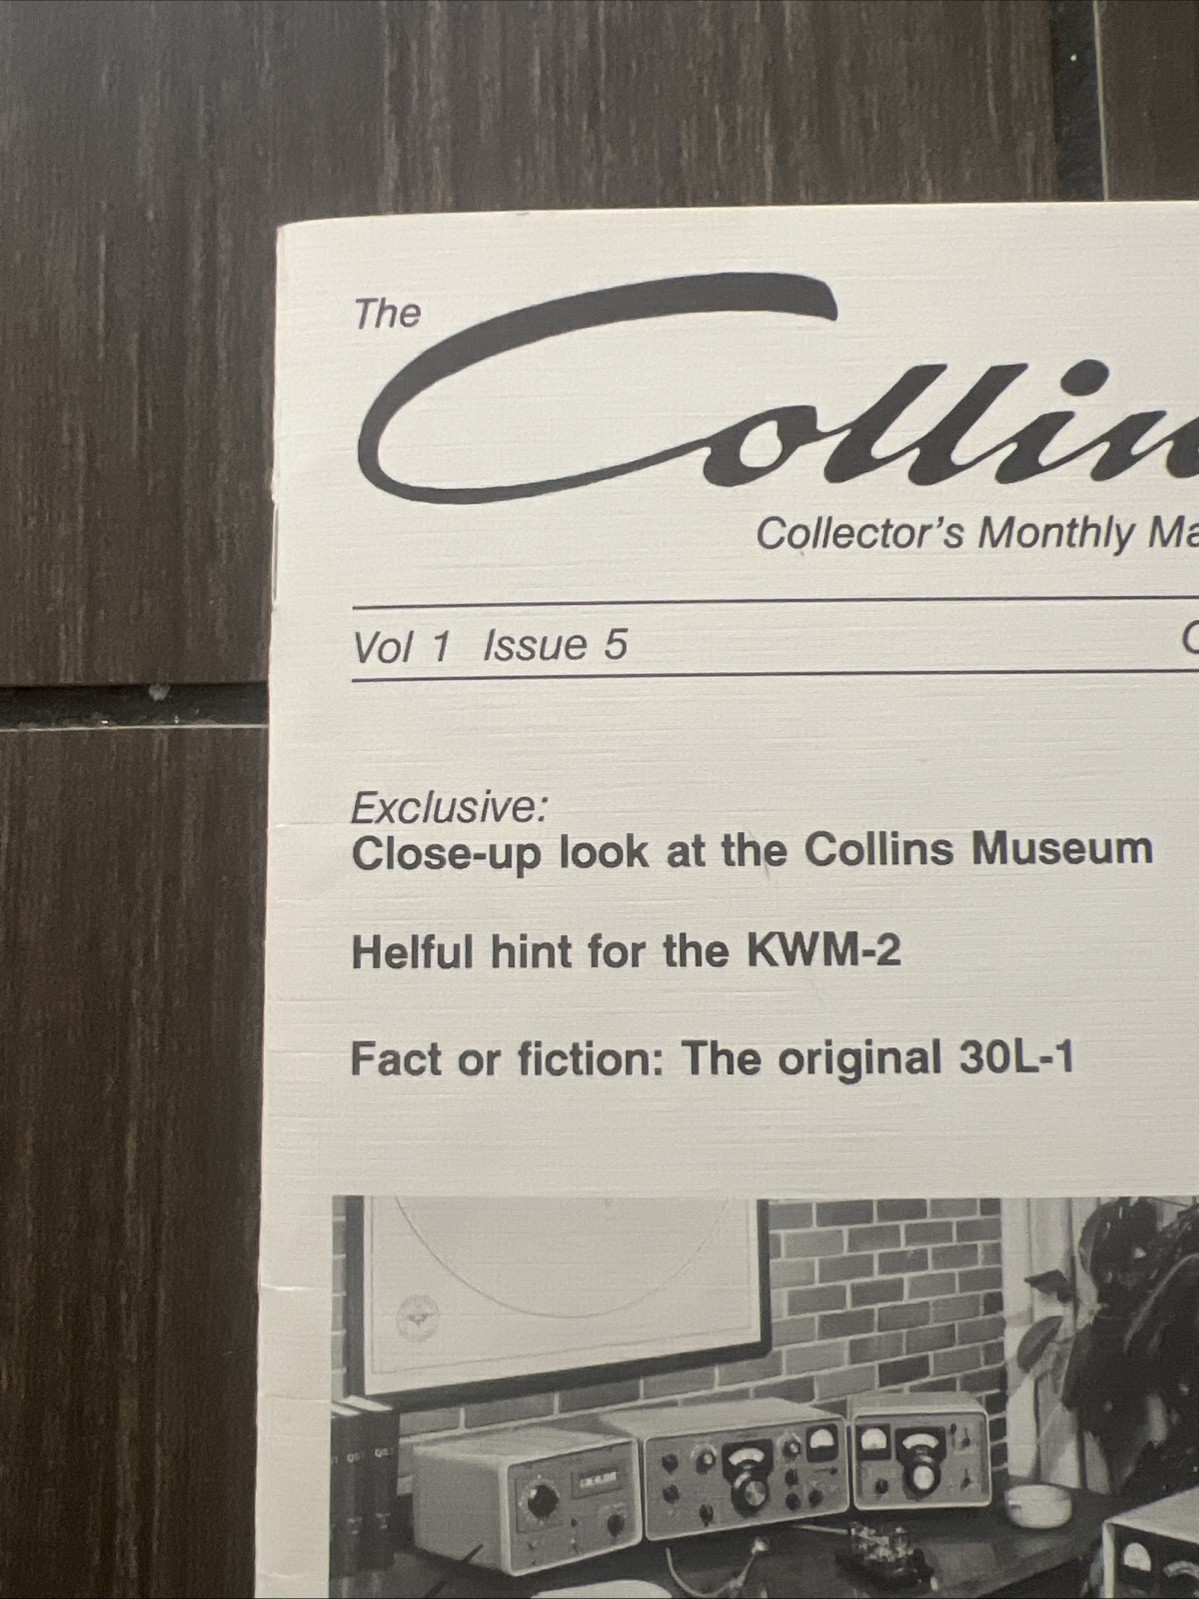 The
Collin
Collector's Monthly Ma
Vol 1 Issue 5
Exclusive:
Close-up look at the Collins Museum
Helful hint for the KWM-2
Fact or fiction: The original 30L-1